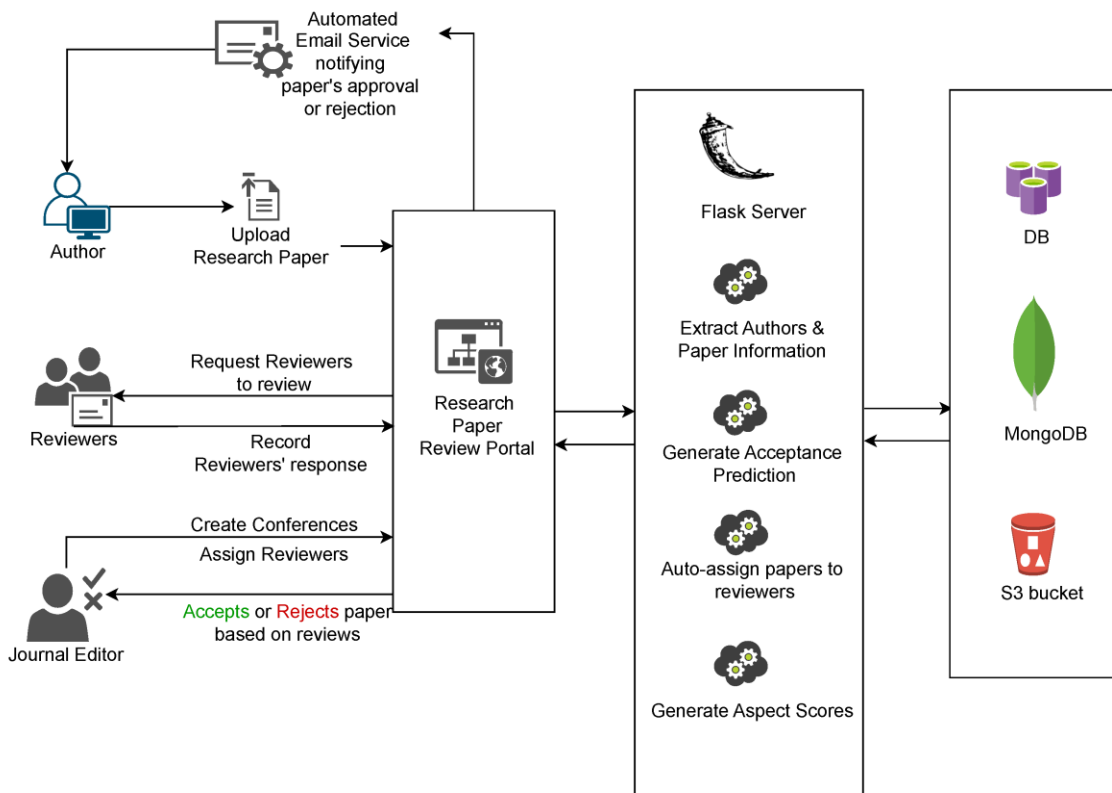 Automated
Email Service
notifying
paper's approval
or rejection
Author
Upload
Research Paper
Request Reviewers
to review
Reviewers
Record
Reviewers' response
Create Conferences
Assign Reviewers
Accepts or Rejects paper
based on reviews
Journal Editor
Research
Paper
Review Portal
Flask Server
Extract Authors &
Paper Information
Generate Acceptance
Prediction
Auto-assign papers to
reviewers
Generate Aspect Scores
DB
MongoDB
S3 bucket